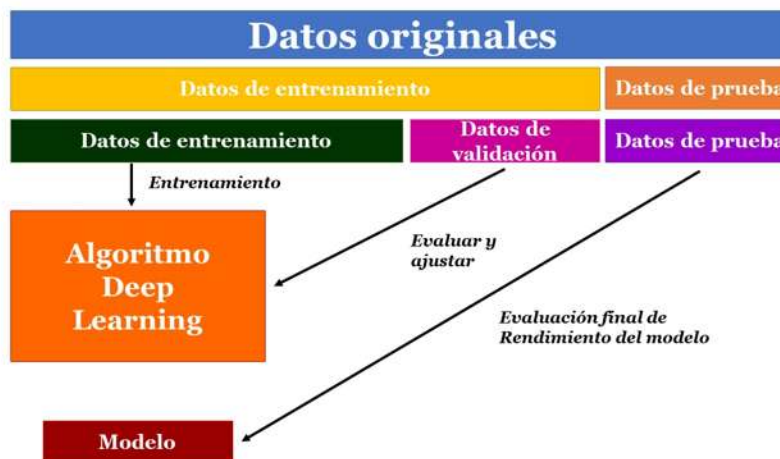 Datos originales
Datos de entrenamiento
Datos de prueba
Datos de entrenamiento
Datos de
validación
Datos de prueba
Entrenamiento
Algoritmo
Deep
Learning
Evaluar y
ajustar
Evaluación final de
Rendimiento del modelo
Modelo